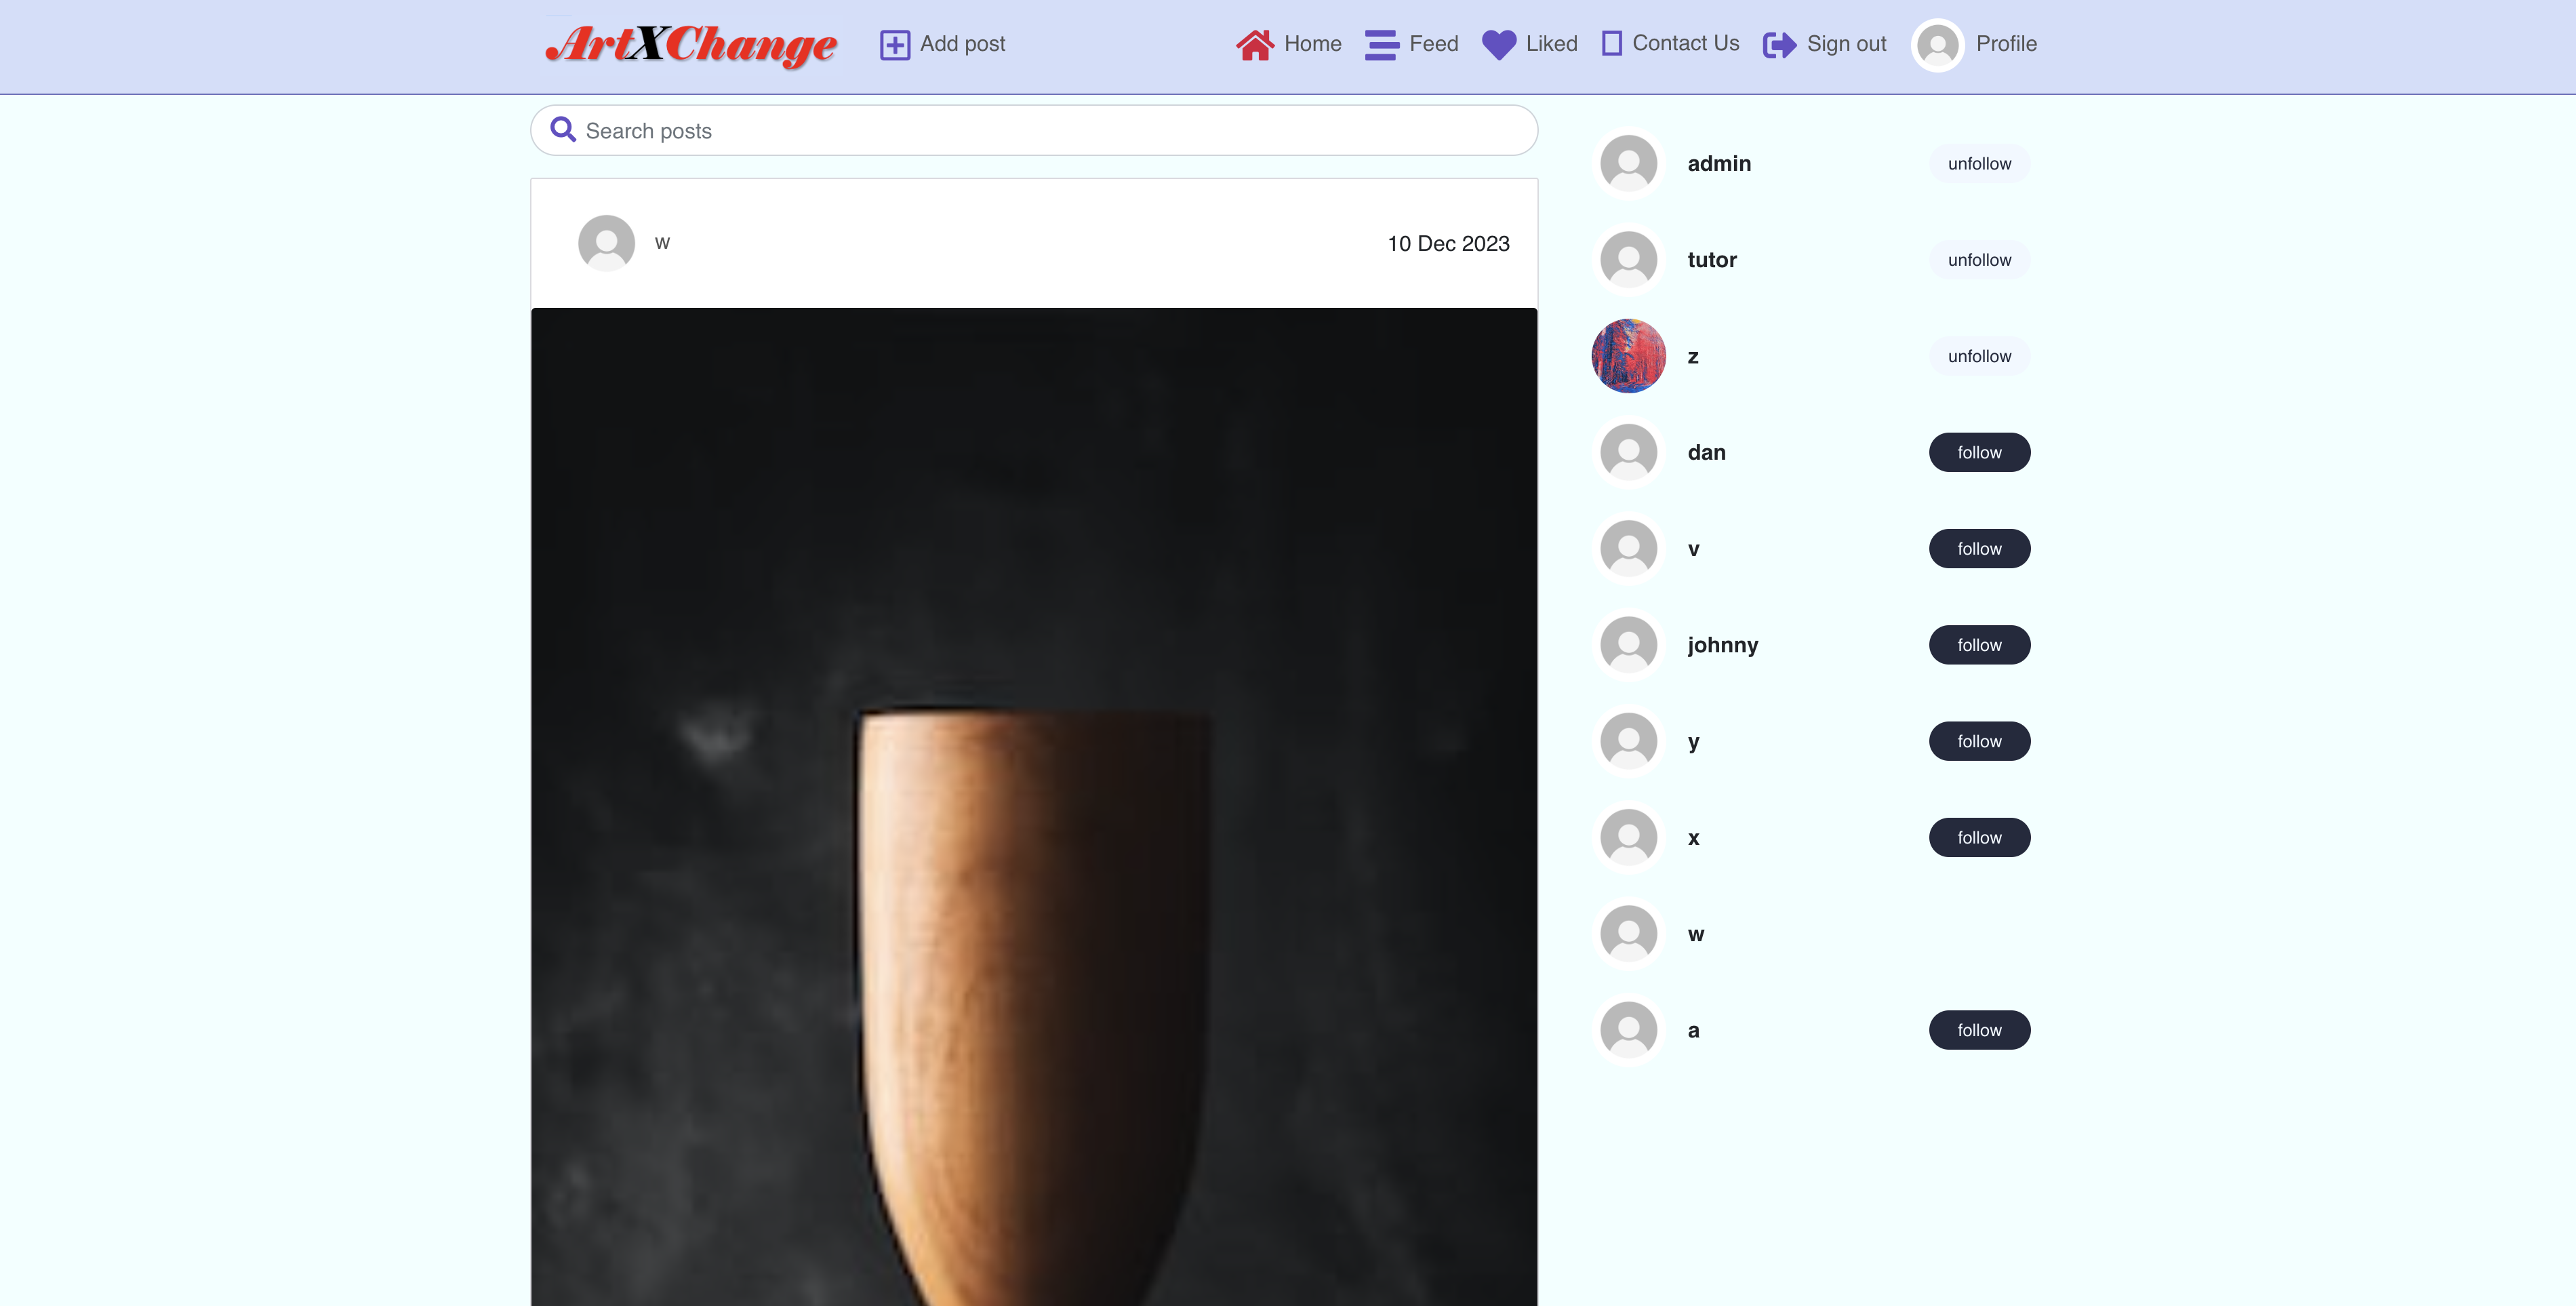 ArtXChange
Add post
Home
Feed
Liked
Contact Us
Sign out
Profile
Search posts
w
10 Dec 2023
admin
unfollow
tutor
unfollow
z
unfollow
dan
follow
v
follow
johnny
follow
y
follow
x
follow
w
a
follow